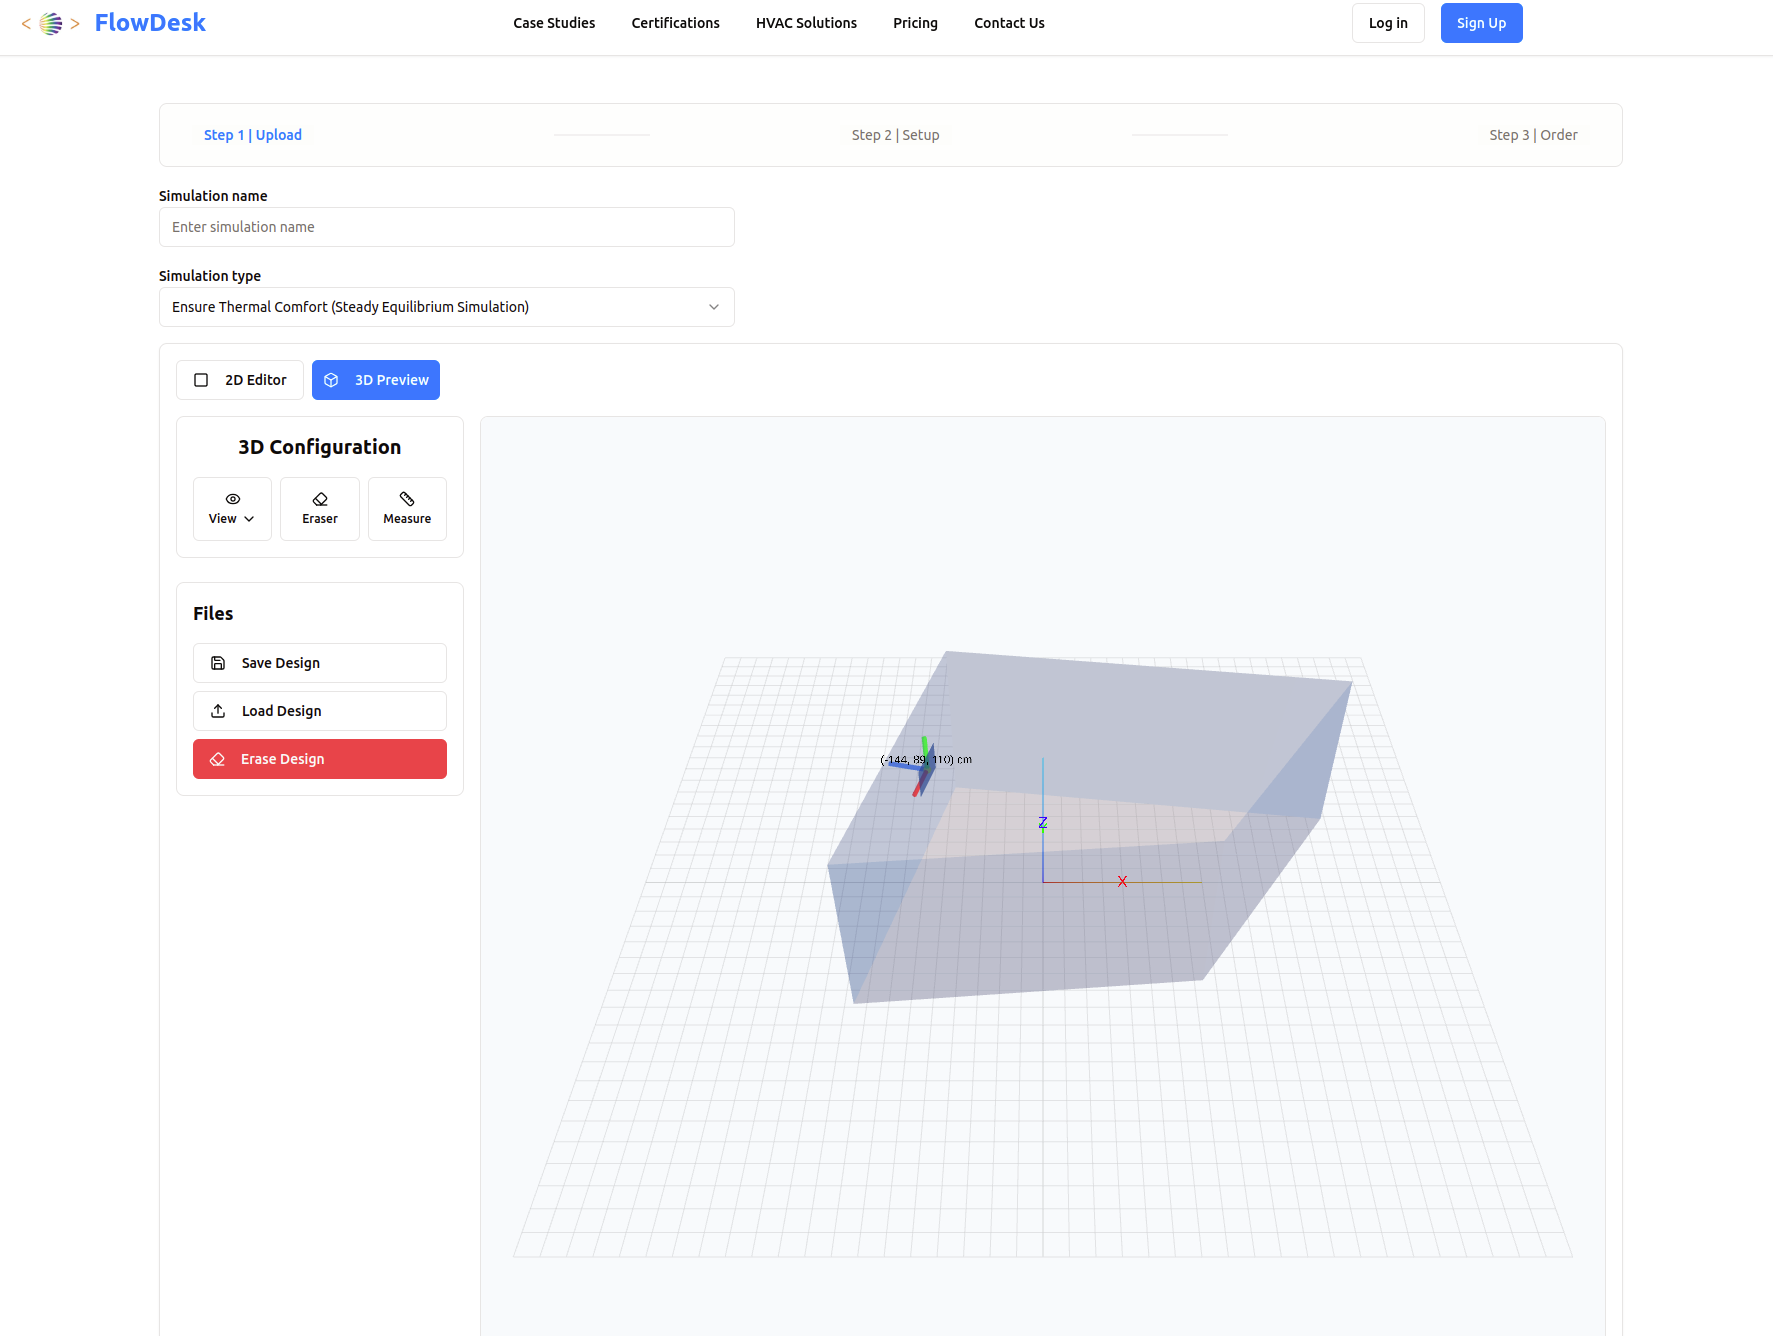 < > FlowDesk
Case Studies
Certifications
HVAC Solutions
Pricing
Contact Us
Log in
Sign Up
Step 1 | Upload
Step 2 | Setup
Step 3 | Order
Simulation name
Enter simulation name
Simulation type
Ensure Thermal Comfort (Steady Equilibrium Simulation)
2D Editor
3D Preview
3D Configuration
View
Eraser
Measure
Files
Save Design
Load Design
Erase Design
(-144, 89, 110) cm
Z
X